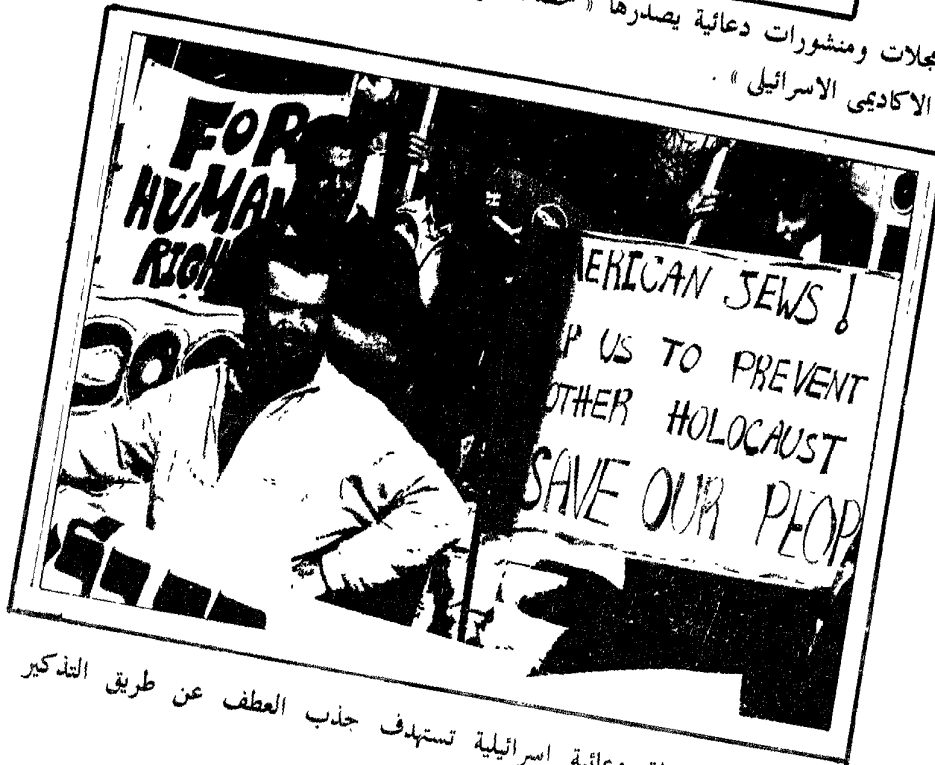 مجلات ومنشورات دعائية يصدرها
الاكاديمى الاسرائيلى » .
FOR
HUMAN
RIGH
MERICAN JEWS !
P US TO PREVENT
OTHER HOLOCAUST
SAVE OUR PEOP
دعائية اسرائيلية تستهدف جذب العطف عن طريق التذكير